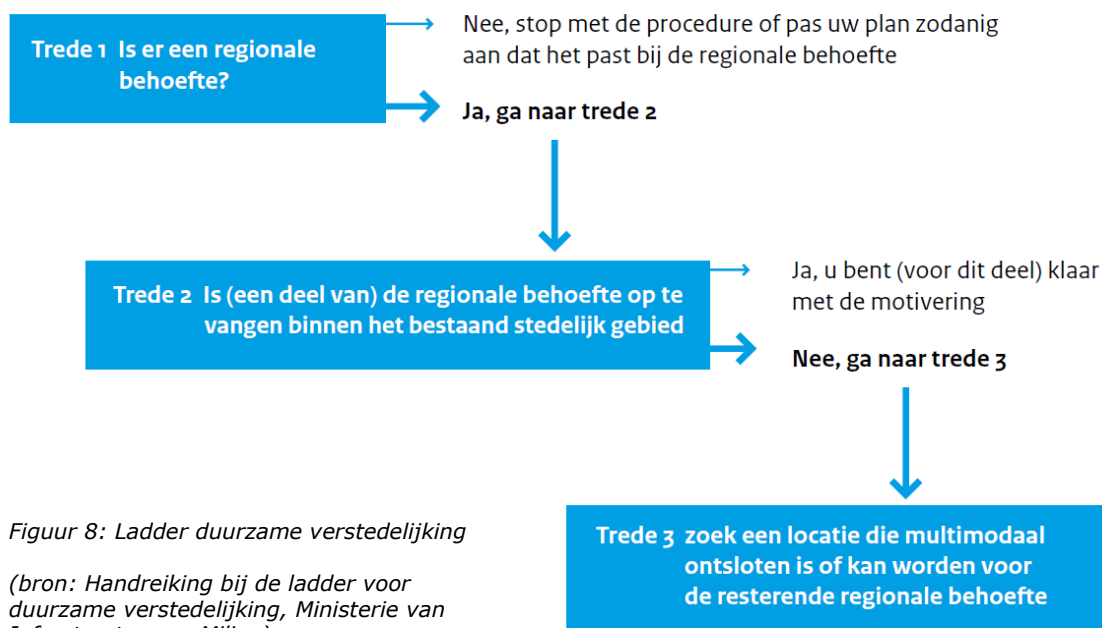 Trede 1 Is er een regionale
behoefte?
Nee, stop met de procedure of pas uw plan zodanig
aan dat het past bij de regionale behoefte
Ja, ga naar trede 2
Trede 2 Is (een deel van) de regionale behoefte op te
vangen binnen het bestaand stedelijk gebied
Ja, u bent (voor dit deel) klaar
met de motivering
Nee, ga naar trede 3
Trede 3 zoek een locatie die multimodaal
ontsloten is of kan worden voor
de resterende regionale behoefte
Figuur 8: Ladder duurzame verstedelijking
(bron: Handreiking bij de ladder voor
duurzame verstedelijking, Ministerie van